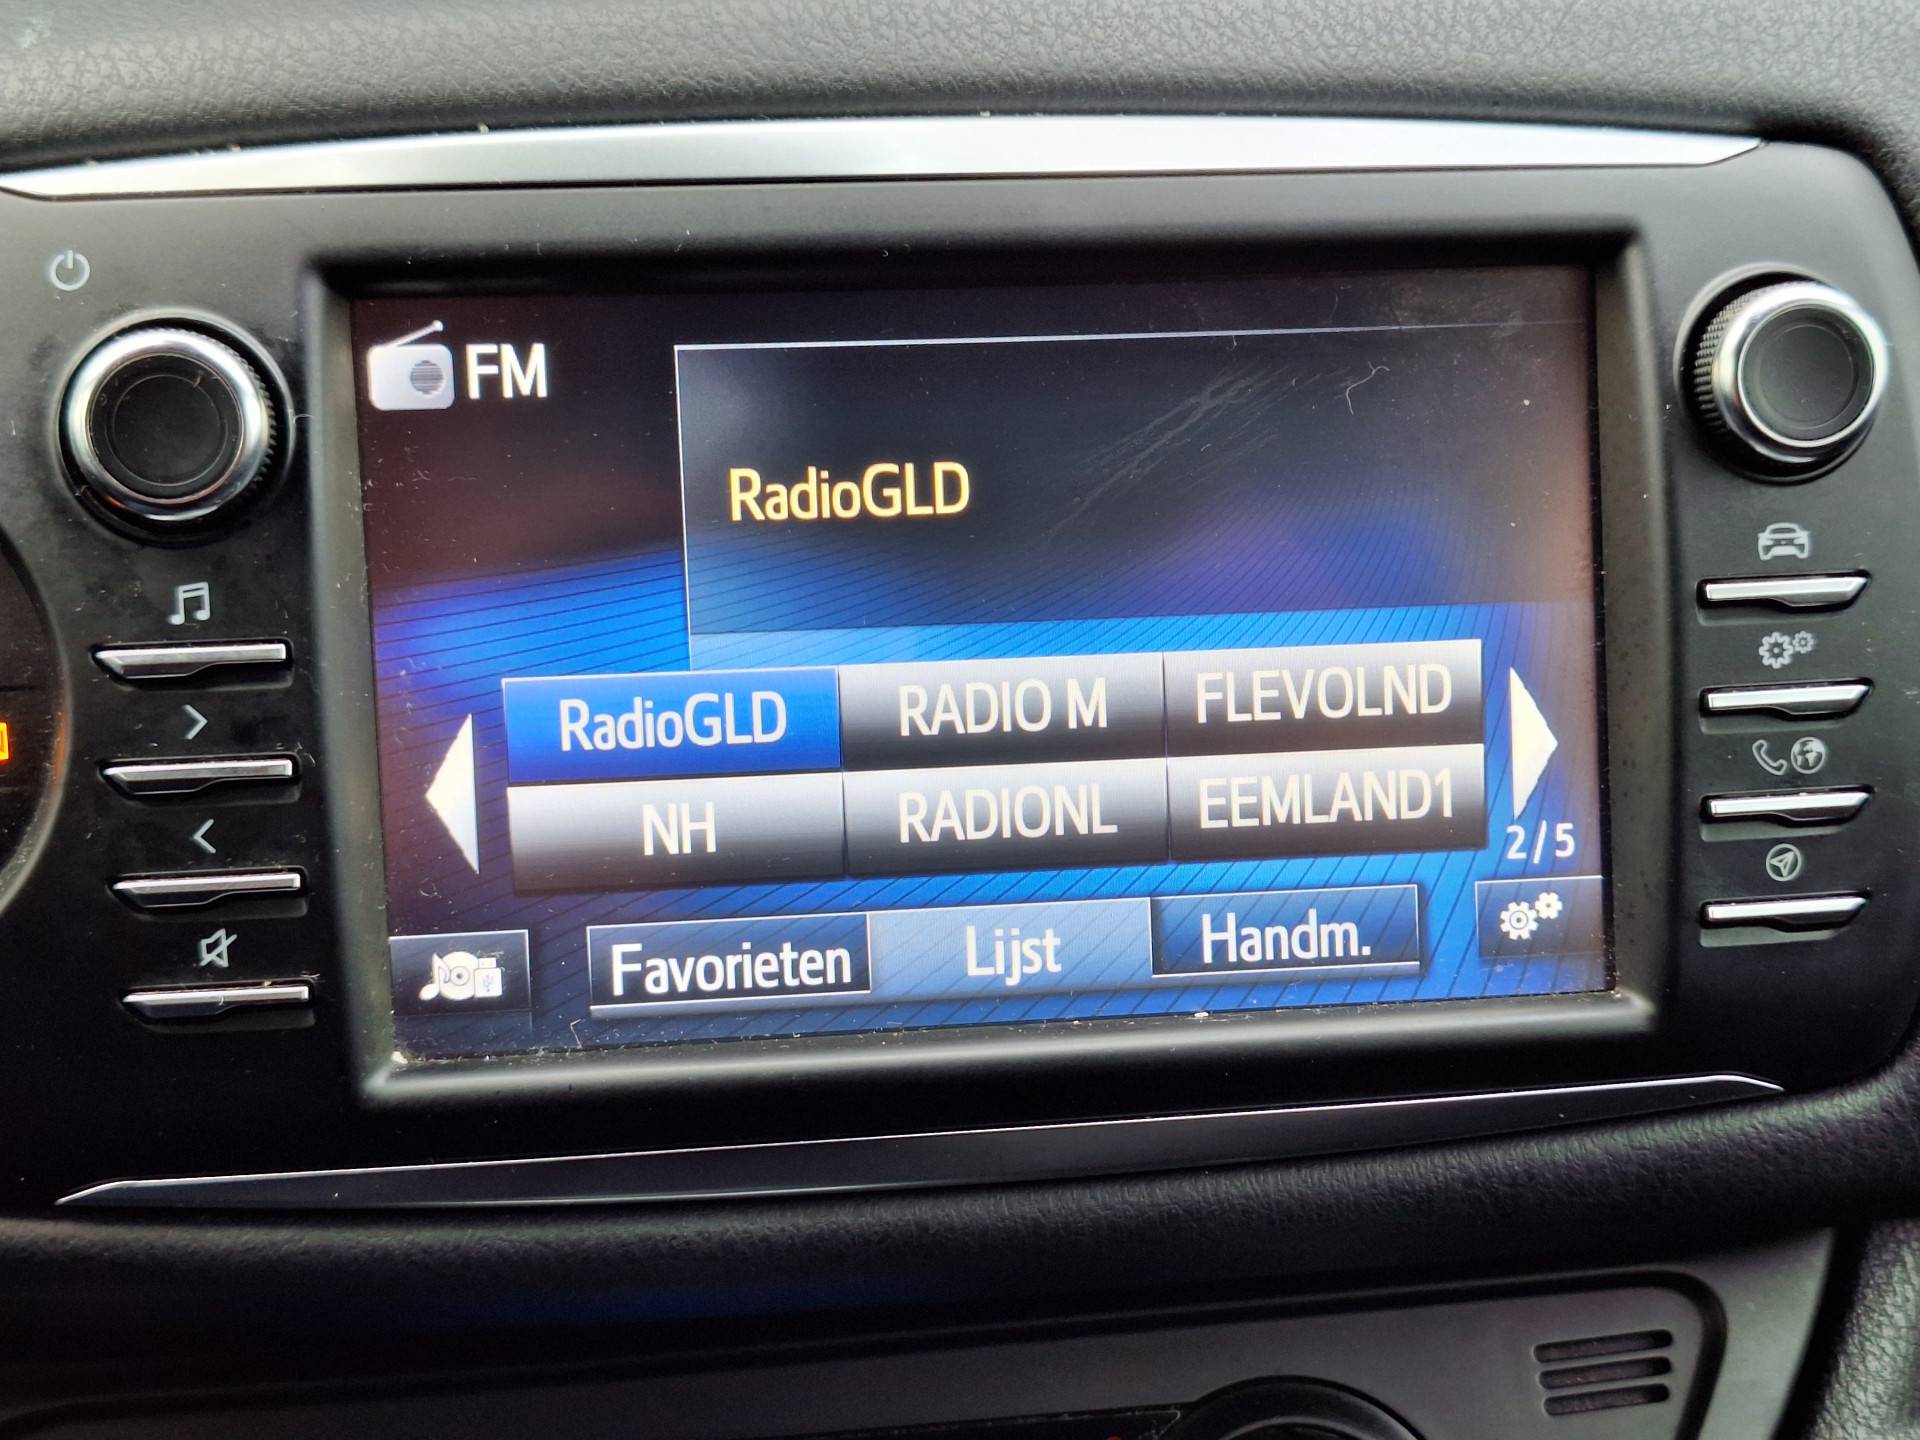 FM
RadioGLD
RadioGLD RADIO M FLEVOLND
NH RADIONL EEMLAND1
2/5
Favorieten Lijst Handm.